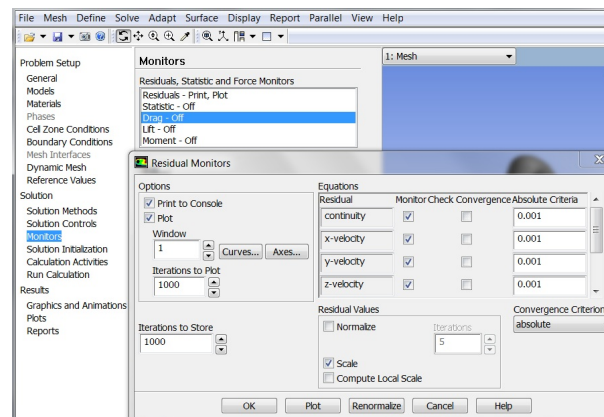 File Mesh Define Solve Adapt Surface Display Report Parallel View Help
Problem Setup
General
Models
Materials
Phases
Cell Zone Conditions
Boundary Conditions
Mesh Interfaces
Dynamic Mesh
Reference Values
Solution
Solution Methods
Solution Controls
Monitors
Solution Initialization
Calculation Activities
Run Calculation
Results
Graphics and Animations
Plots
Reports
Monitors
Residuals, Statistic and Force Monitors
Residuals - Print, Plot
Statistic - Off
Drag - Off
Lift - Off
Moment - Off
1: Mesh
Residual Monitors
Options
Print to Console
Plot
Window
1
Curves... Axes...
Iterations to Plot
1000
Iterations to Store
1000
Equations
Residual Monitor Check Convergence Absolute Criteria
continuity 0.001
x-velocity 0.001
y-velocity 0.001
z-velocity 0.001
Residual Values
Normalize
Iterations
5
Scale
Compute Local Scale
Convergence Criterion
absolute
OK Plot Renormalize Cancel Help